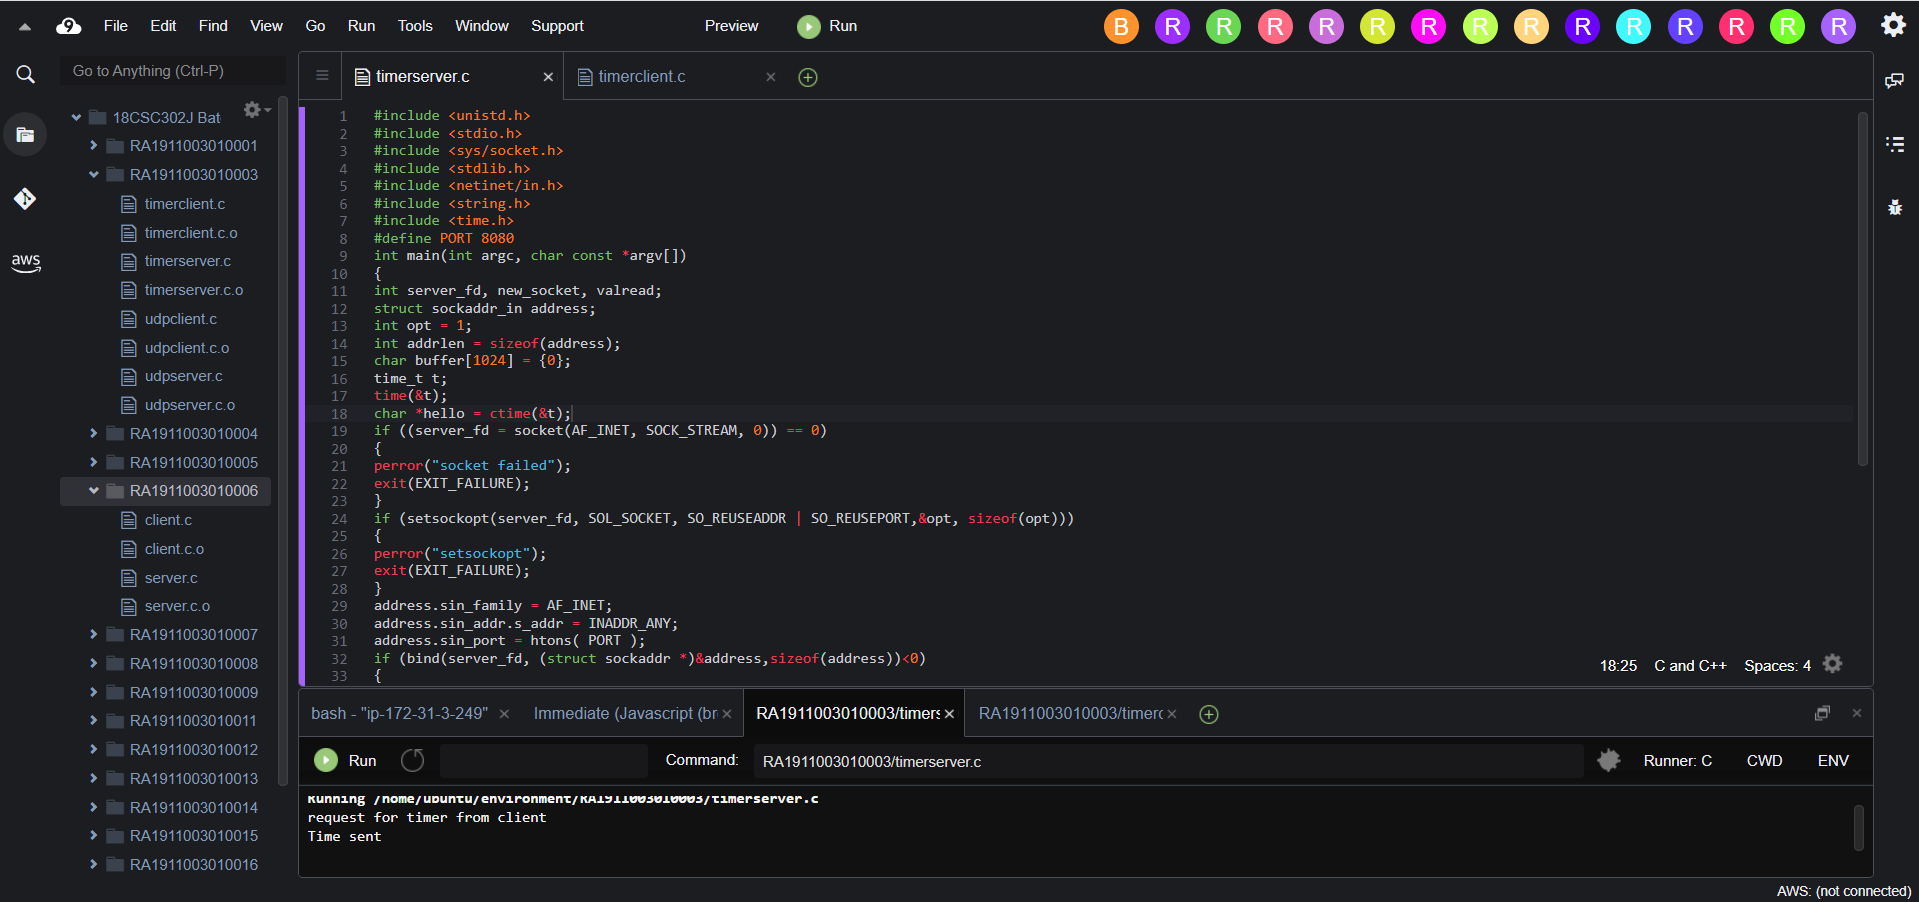 File Edit Find View Go Run Tools Window Support Preview Run B R R R R R R R R R R R R R R
Go to Anything (Ctrl-P)
timerserver.c × timerclient.c ×
18CSC302J Bat
RA1911003010001
RA1911003010003
timerclient.c
timerclient.c.o
timerserver.c
timerserver.c.o
udpclient.c
udpclient.c.o
udpserver.c
udpserver.c.o
RA1911003010004
RA1911003010005
RA1911003010006
client.c
client.c.o
server.c
server.c.o
RA1911003010007
RA1911003010008
RA1911003010009
RA1911003010011
RA1911003010012
RA1911003010013
RA1911003010014
RA1911003010015
RA1911003010016
aws
1 #include <unistd.h>
2 #include <stdio.h>
3 #include <sys/socket.h>
4 #include <stdlib.h>
5 #include <netinet/in.h>
6 #include <string.h>
7 #include <time.h>
8 #define PORT 8080
9 int main(int argc, char const *argv[])
10 {
11 int server_fd, new_socket, valread;
12 struct sockaddr_in address;
13 int opt = 1;
14 int addrlen = sizeof(address);
15 char buffer[1024] = {0};
16 time_t t;
17 time(&t);
18 char *hello = ctime(&t);
19 if ((server_fd = socket(AF_INET, SOCK_STREAM, 0)) == 0)
20 {
21 perror("socket failed");
22 exit(EXIT_FAILURE);
23 }
24 if (setsockopt(server_fd, SOL_SOCKET, SO_REUSEADDR | SO_REUSEPORT,&opt, sizeof(opt)))
25 {
26 perror("setsockopt");
27 exit(EXIT_FAILURE);
28 }
29 address.sin_family = AF_INET;
30 address.sin_addr.s_addr = INADDR_ANY;
31 address.sin_port = htons( PORT );
32 if (bind(server_fd, (struct sockaddr *)&address,sizeof(address))<0)
33 {
18:25 C and C++ Spaces: 4
bash - "ip-172-31-3-249" × Immediate (Javascript (br × RA1911003010003/timers × RA1911003010003/timerc ×
Run Command: RA1911003010003/timerserver.c Runner: C CWD ENV
Running /home/ubuntu/environment/RA1911003010003/timerserver.c
request for timer from client
Time sent
AWS: (not connected)